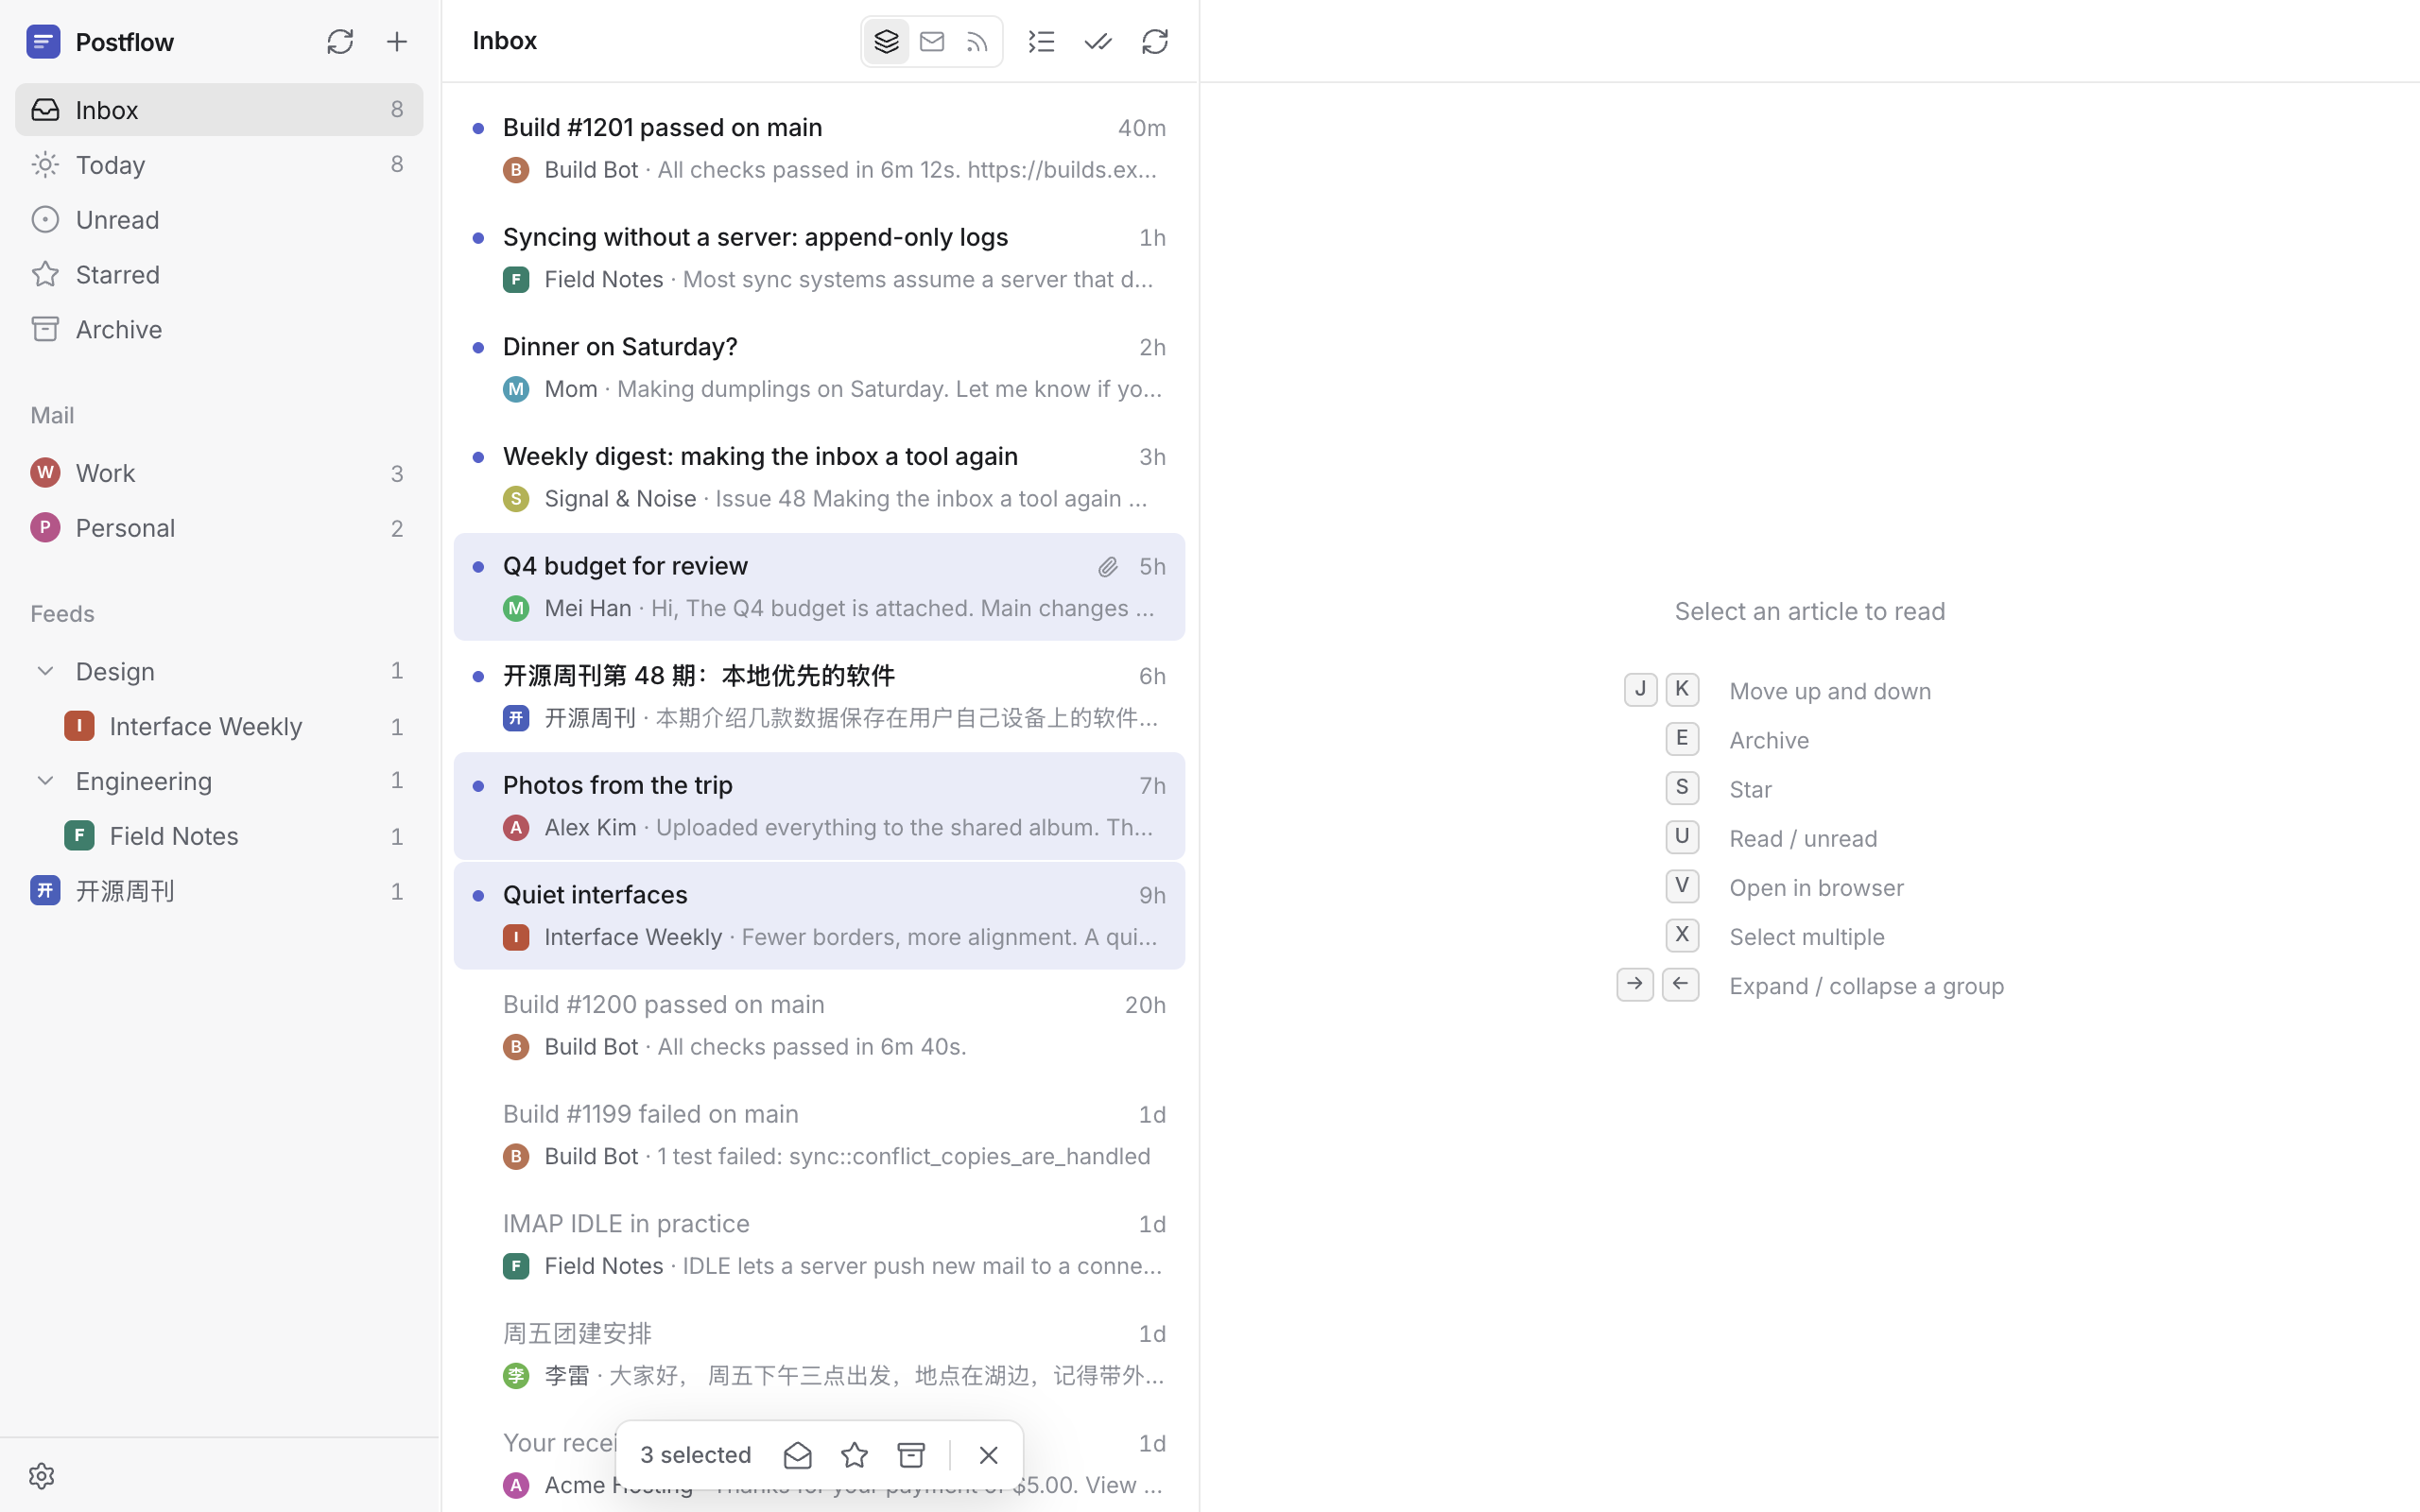 Postflow
Inbox 8
Today 8
Unread
Starred
Archive
Mail
W Work 3
P Personal 2
Feeds
Design 1
I Interface Weekly 1
Engineering 1
F Field Notes 1
开 开源周刊 1
Inbox
Build #1201 passed on main 40m
B Build Bot · All checks passed in 6m 12s. https://builds.ex...
Syncing without a server: append-only logs 1h
F Field Notes · Most sync systems assume a server that d...
Dinner on Saturday? 2h
M Mom · Making dumplings on Saturday. Let me know if yo...
Weekly digest: making the inbox a tool again 3h
S Signal & Noise · Issue 48 Making the inbox a tool again ...
Q4 budget for review 5h
M Mei Han · Hi, The Q4 budget is attached. Main changes ...
开源周刊第 48 期：本地优先的软件 6h
开 开源周刊 · 本期介绍几款数据保存在用户自己设备上的软件...
Photos from the trip 7h
A Alex Kim · Uploaded everything to the shared album. Th...
Quiet interfaces 9h
I Interface Weekly · Fewer borders, more alignment. A qui...
Build #1200 passed on main 20h
B Build Bot · All checks passed in 6m 40s.
Build #1199 failed on main 1d
B Build Bot · 1 test failed: sync::conflict_copies_are_handled
IMAP IDLE in practice 1d
F Field Notes · IDLE lets a server push new mail to a conne...
周五团建安排 1d
李 李雷 · 大家好， 周五下午三点出发，地点在湖边，记得带外...
Your 1d
A Acme Hosting · Thanks for your payment of $5.00. View ...
3 selected
Select an article to read
J K Move up and down
E Archive
S Star
U Read / unread
V Open in browser
X Select multiple
→ ← Expand / collapse a group